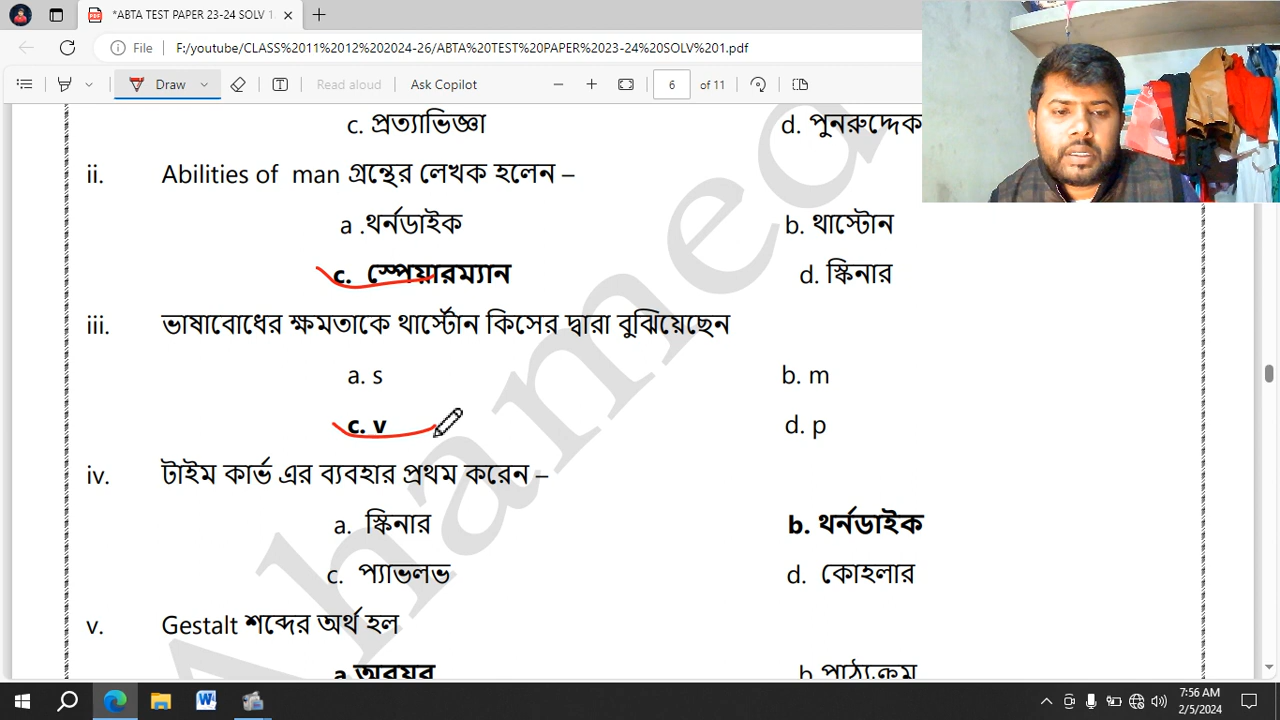 *ABTA TEST PAPER 23-24 SOLV 1.
File F:/youtube/CLASS%2011%2012%202024-26/ABTA%20TEST%20PAPER%2023-24%20SOLV%201.pdf
Draw Read aloud Ask Copilot 6 of 11
c. প্রত্যাভিজ্ঞা d. পুনরুদ্দেক
ii. Abilities of man গ্রন্থের লেখক হলেন –
a .থর্নডাইক b. থাস্টোন
c. স্পেয়ারম্যান d. স্কিনার
iii. ভাষাবোধের ক্ষমতাকে থার্স্টোন কিসের দ্বারা বুঝিয়েছেন
a. s b. m
c. v d. p
iv. টাইম কার্ভ এর ব্যবহার প্রথম করেন –
a. স্কিনার b. থর্নডাইক
c. প্যাভলভ d. কোহলার
v. Gestalt শব্দের অর্থ হল
a.অবয়ব b.পাঠ্যক্রম
Ahamed
7:56 AM
2/5/2024